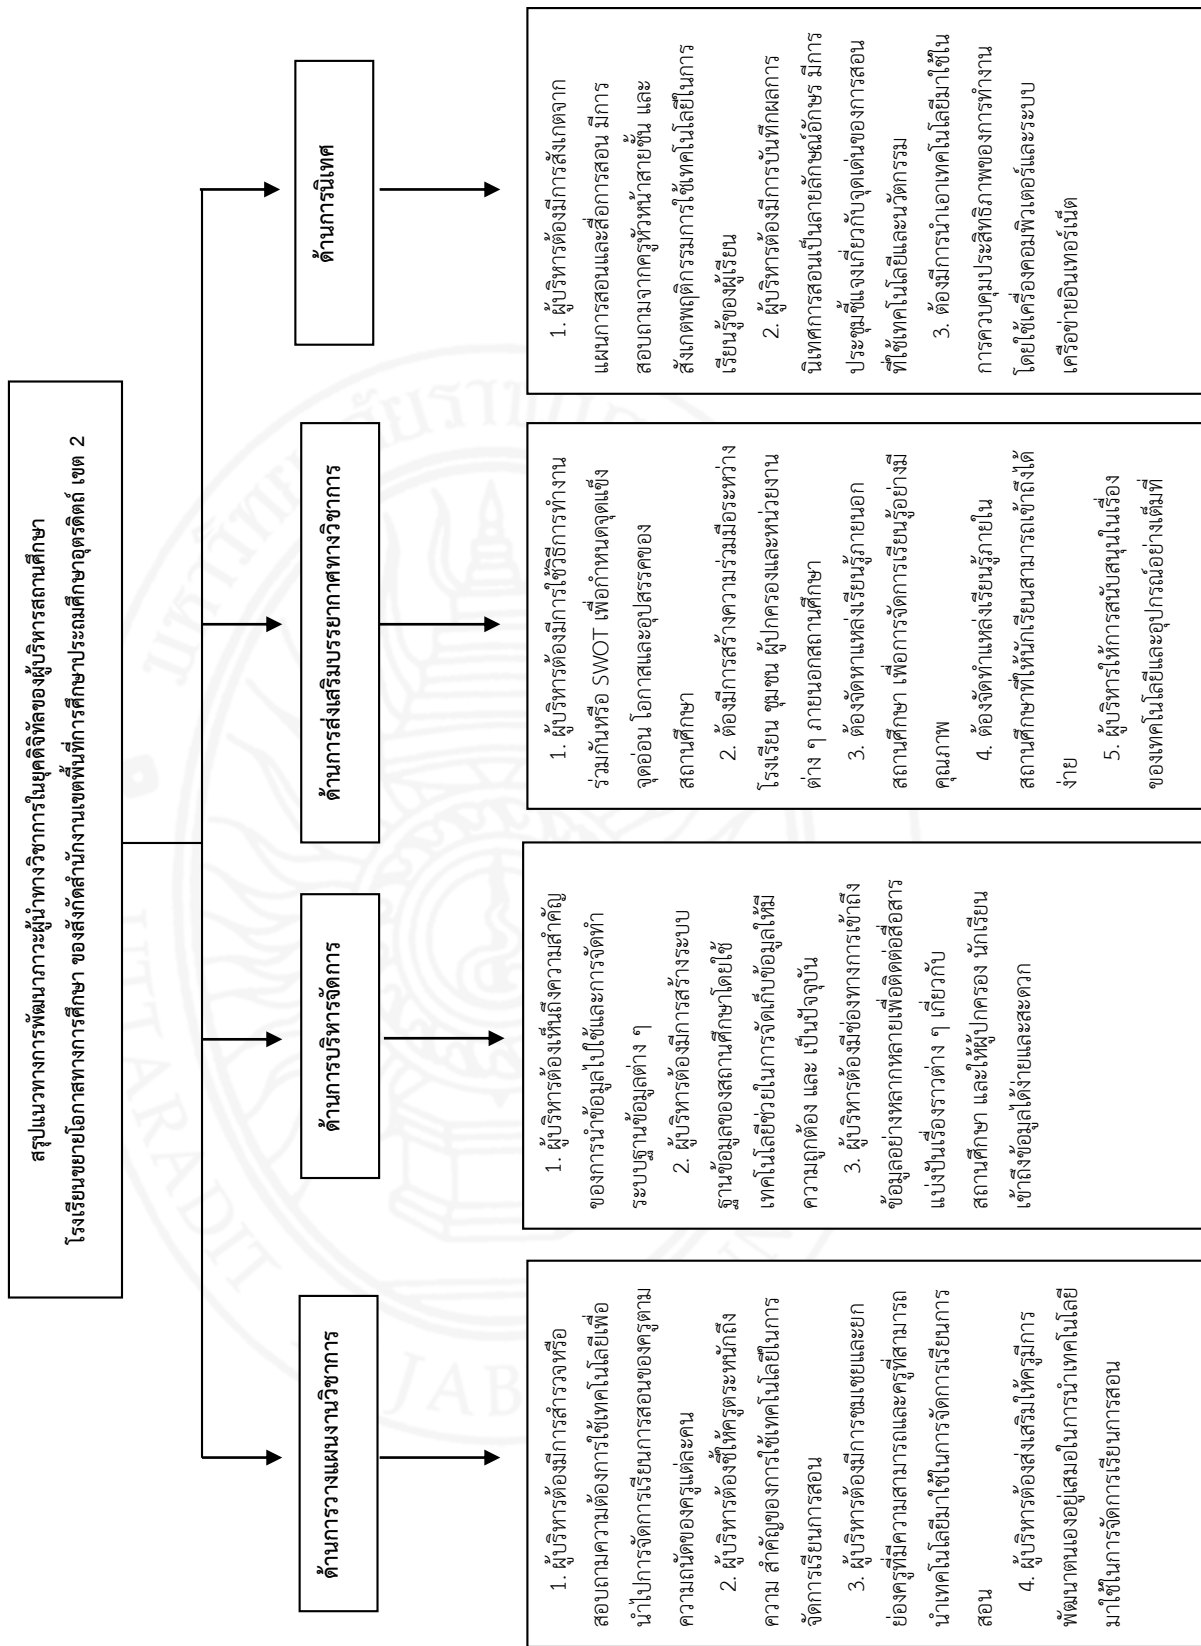 สรุปแนวทางการพัฒนาภาวะผู้นำทางวิชาการในยุคดิจิทัลของผู้บริหารสถานศึกษา
โรงเรียนขยายโอกาสทางการศึกษา ของสังกัดสำนักงานเขตพื้นที่การศึกษาประถมศึกษาอุตรดิตถ์ เขต 2
ด้านการวางแผนงานวิชาการ
1. ผู้บริหารต้องมีการสำรวจหรือ
สอบถามความต้องการใช้เทคโนโลยีเพื่อ
นำไปการจัดการเรียนการสอนของครูตาม
ความถนัดของครูแต่ละคน
2. ผู้บริหารต้องชี้ให้ครูตระหนักถึง
ความ สำคัญของการใช้เทคโนโลยีในการ
จัดการเรียนการสอน
3. ผู้บริหารต้องมีการชมเชยและยก
ย่องครูที่มีความสามารถและครูที่สามารถ
นำเทคโนโลยีมาใช้ในการจัดการเรียนการ
สอน
4. ผู้บริหารต้องส่งเสริมให้ครูมีการ
พัฒนาตนเองอยู่เสมอในการนำเทคโนโลยี
มาใช้ในการจัดการเรียนการสอน
ด้านการบริหารจัดการ
1. ผู้บริหารต้องเห็นถึงความสำคัญ
ของการนำข้อมูลไปใช้และการจัดทำ
ระบบฐานข้อมูลต่าง ๆ
2. ผู้บริหารต้องมีการสร้างระบบ
ฐานข้อมูลของสถานศึกษาโดยใช้
เทคโนโลยีช่วยในการจัดเก็บข้อมูลให้มี
ความถูกต้อง และ เป็นปัจจุบัน
3. ผู้บริหารต้องมีช่องทางการเข้าถึง
ข้อมูลอย่างหลากหลายเพื่อติดต่อสื่อสาร
แบ่งปันเรื่องราวต่าง ๆ เกี่ยวกับ
สถานศึกษา และให้ผู้ปกครอง นักเรียน
เข้าถึงข้อมูลได้ง่ายและสะดวก
ด้านการส่งเสริมบรรยากาศทางวิชาการ
1. ผู้บริหารต้องมีการใช้วิธีการทำงาน
ร่วมกันหรือ SWOT เพื่อกำหนดจุดแข็ง
จุดอ่อน โอกาสและอุปสรรคของ
สถานศึกษา
2. ต้องมีการสร้างความร่วมมือระหว่าง
โรงเรียน ชุมชน ผู้ปกครองและหน่วยงาน
ต่าง ๆ ภายนอกสถานศึกษา
3. ต้องจัดหาแหล่งเรียนรู้ภายนอก
สถานศึกษา เพื่อการจัดการเรียนรู้อย่างมี
คุณภาพ
4. ต้องจัดทำแหล่งเรียนรู้ภายใน
สถานศึกษาที่ให้นักเรียนสามารถเข้าถึงได้
ง่าย
5. ผู้บริหารให้การสนับสนุนในเรื่อง
ของเทคโนโลยีและอุปกรณ์อย่างเต็มที่
ด้านการนิเทศ
1. ผู้บริหารต้องมีการสังเกตจาก
แผนการสอนและสื่อการสอน มีการ
สอบถามจากครูหัวหน้าสายชั้น และ
สังเกตพฤติกรรมการใช้เทคโนโลยีในการ
เรียนรู้ของผู้เรียน
2. ผู้บริหารต้องมีการบันทึกผลการ
นิเทศการสอนเป็นลายลักษณ์อักษร มีการ
ประชุมชี้แจงเกี่ยวกับจุดเด่นของการสอน
ที่ใช้เทคโนโลยีและนวัตกรรม
3. ต้องมีการนำเอาเทคโนโลยีมาใช้ใน
การควบคุมประสิทธิภาพของการทำงาน
โดยใช้เครื่องคอมพิวเตอร์และระบบ
เครือข่ายอินเทอร์เน็ต